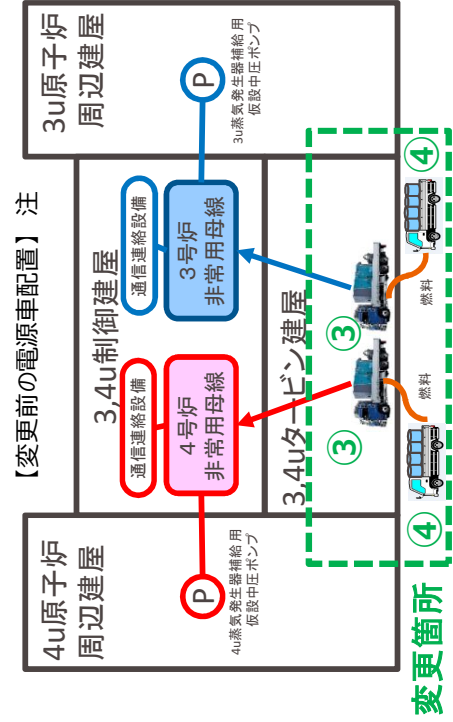 【変更前の電源車配置】 注
4u原子炉
周辺建屋
3,4u制御建屋
3u原子炉
周辺建屋
通信連絡設備
通信連絡設備
4号炉
非常用母線
3号炉
非常用母線
P
P
4u蒸気発生器補給用
仮設中圧ポンプ
3u蒸気発生器補給用
仮設中圧ポンプ
3,4uタービン建屋
③
③
燃料
燃料
④
④
変更箇所